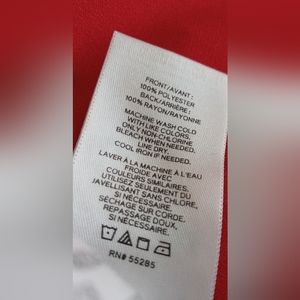 FRONT/AVANT:
100% POLYESTER
BACK/ARRIÈRE:
100% RAYON/RAYONNE
MACHINE WASH COLD
WITH LIKE COLORS.
ONLY NON-CHLORINE
BLEACH WHEN NEEDED.
LINE DRY.
COOL IRON IF NEEDED.
LAVER À LA MACHINE À L'EAU
FROIDE AVEC
COULEURS SIMILAIRES.
UTILISEZ SEULEMENT DU
JAVELLISANT SANS CHLORE
SI NÉCESSAIRE.
SÉCHAGE SUR CORDE.
REPASSAGE DOUX,
SI NÉCESSAIRE.
RN# 55285